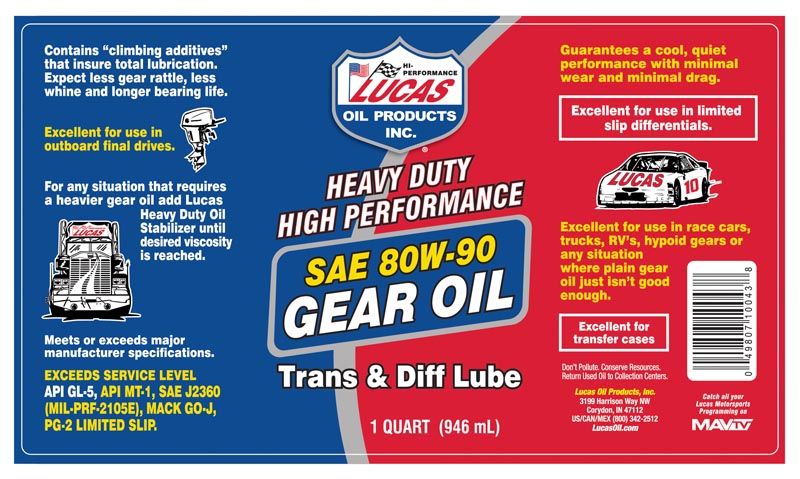 Contains “climbing additives”
that insure total lubrication.
Expect less gear rattle, less
whine and longer bearing life.
Excellent for use in
outboard final drives.
For any situation that requires
a heavier gear oil add Lucas
Heavy Duty Oil
Stabilizer until
desired viscosity
is reached.
LUCAS
Meets or exceeds major
manufacturer specifications.
EXCEEDS SERVICE LEVEL
API GL-5, API MT-1, SAE J2360
(MIL-PRF-2105E), MACK GO-J,
PG-2 LIMITED SLIP.
HI-
PERFORMANCE
LUCAS
OIL PRODUCTS
INC.
®
HEAVY DUTY
HIGH PERFORMANCE
SAE 80W-90
GEAR OIL
Trans & Diff Lube
1 QUART (946 mL)
Guarantees a cool, quiet
performance with minimal
wear and minimal drag.
Excellent for use in limited
slip differentials.
LUCAS 10
Excellent for use in race cars,
trucks, RV's, hypoid gears or
any situation
where plain gear
oil just isn't good
enough.
Excellent for
transfer cases
0 49807 10043 8
Don't Pollute. Conserve Resources.
Return Used Oil to Collection Centers.
Lucas Oil Products, Inc.
3199 Harrison Way NW
Corydon, IN 47112
US/CAN/MEX (800) 342-2512
LucasOil.com
Catch all your
Lucas Motorsports
Programming on
MAVTV